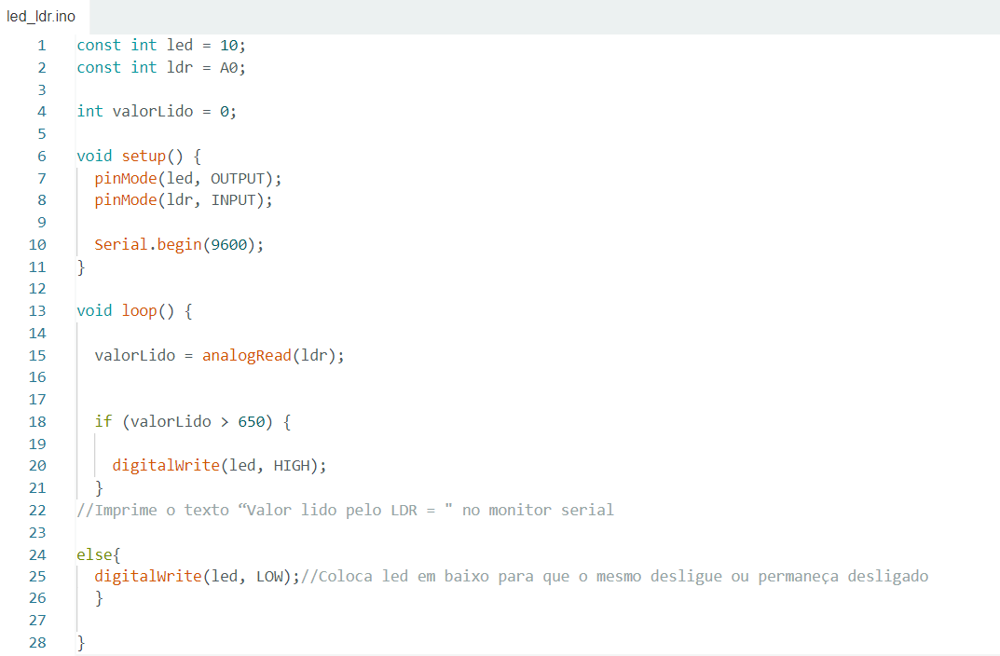 led_ldr.ino
1 const int led = 10;
2 const int ldr = A0;
3
4 int valorLido = 0;
5
6 void setup() {
7 pinMode(led, OUTPUT);
8 pinMode(ldr, INPUT);
9
10 Serial.begin(9600);
11 }
12
13 void loop() {
14
15 valorLido = analogRead(ldr);
16
17
18 if (valorLido > 650) {
19
20 digitalWrite(led, HIGH);
21 }
22 //Imprime o texto “Valor lido pelo LDR = " no monitor serial
23
24 else{
25 digitalWrite(led, LOW);//Coloca led em baixo para que o mesmo desligue ou permaneça desligado
26 }
27
28 }